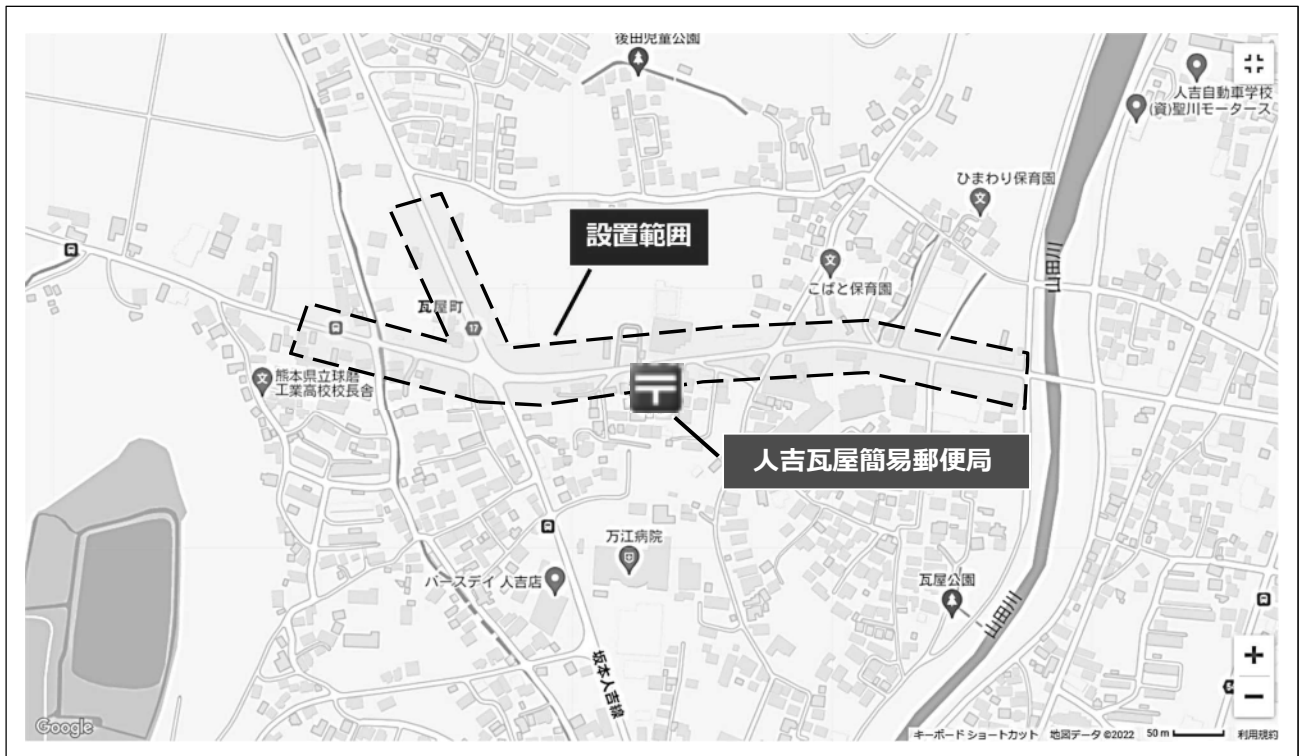 後田児童公園
人吉自動車学校
(資)聖川モータース
ひまわり保育園
設置範囲
こばと保育園
山田川
瓦屋町
17
熊本県立球磨
工業高校校長舎
人吉瓦屋簡易郵便局
万江病院
バースデイ 人吉店
瓦屋公園
山田川
坂本人吉線
+
−
Google
キーボード ショートカット 地図データ ©2022 50 m 利用規約